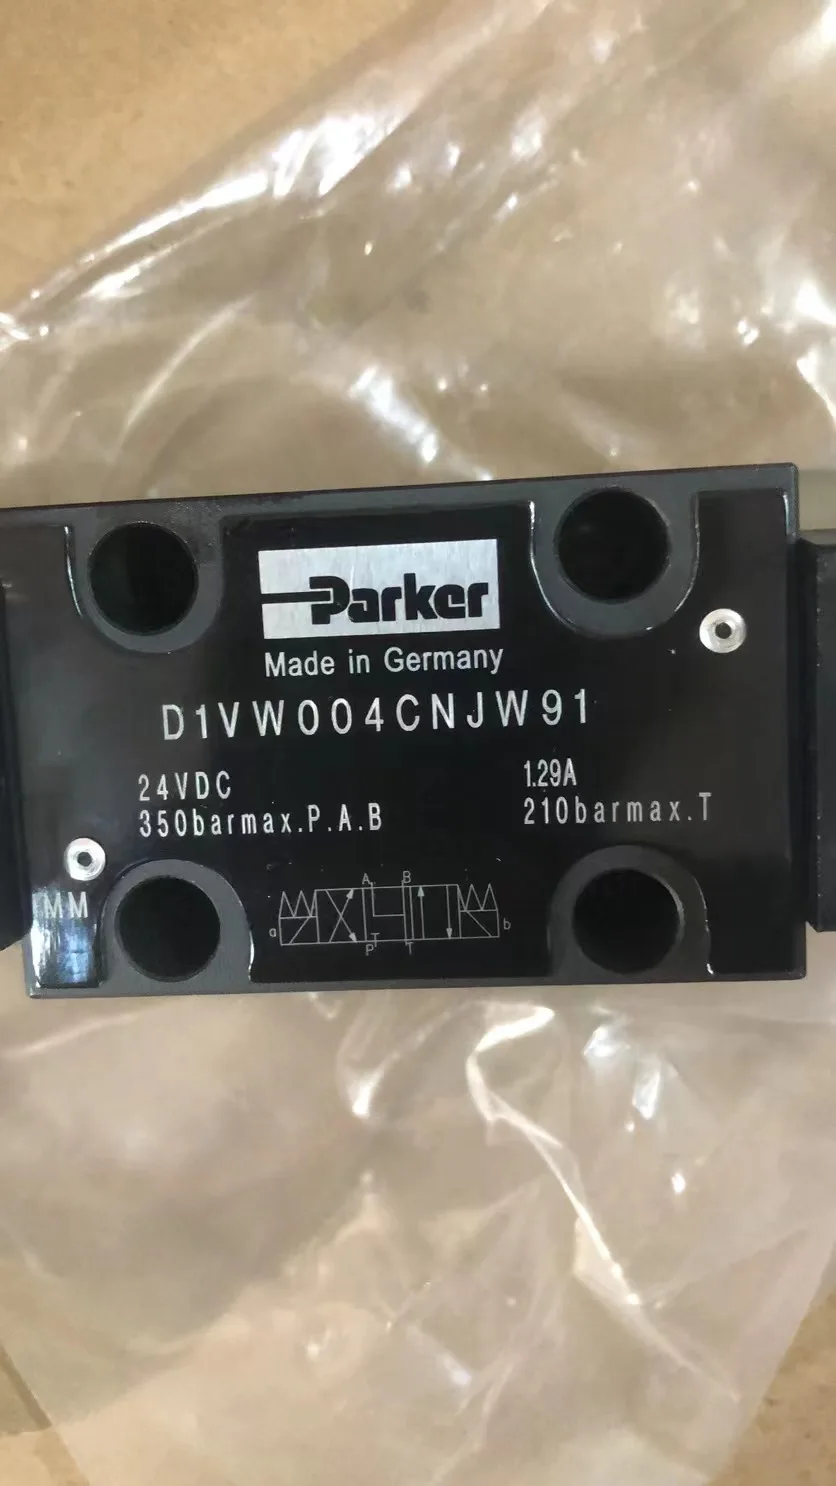 Parker
Made in Germany
D1VW004CNJW91
24VDC 1.29A
350barmax.P.A.B 210barmax.T
MM
A B
a b
P T